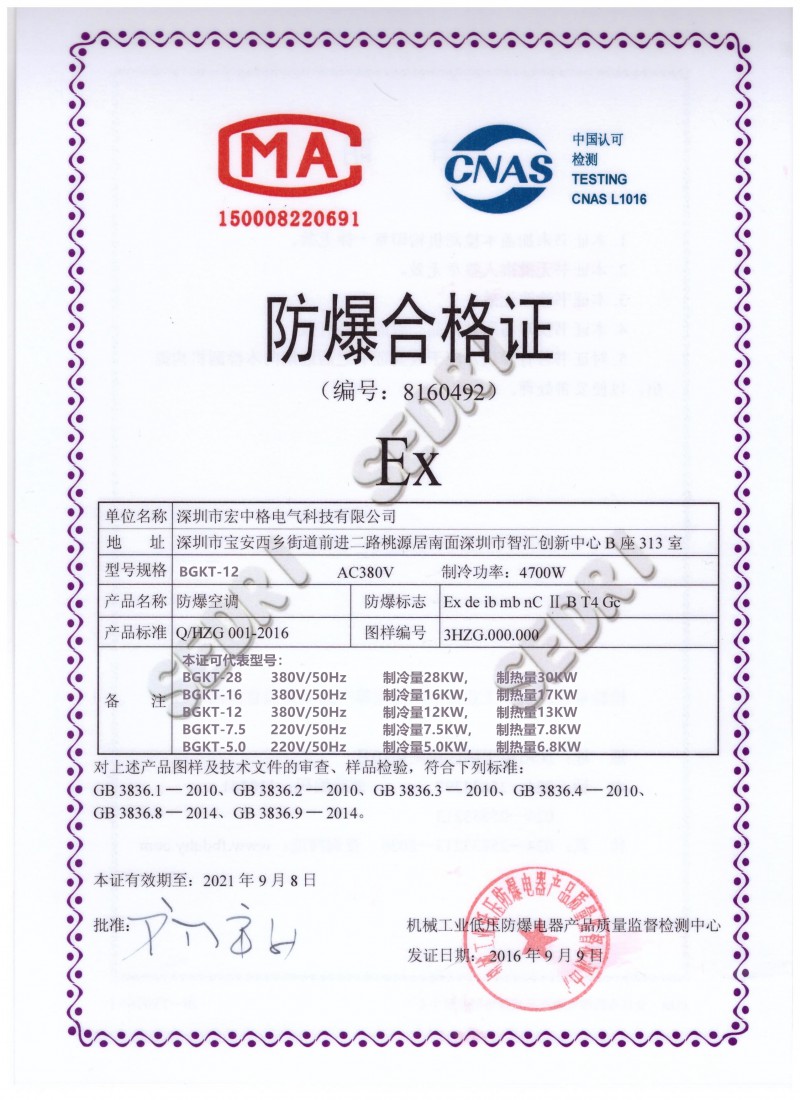 MA
150008220691
CNAS
中国认可
检测
TESTING
CNAS L1016
防爆合格证
（编号：8160492）
Ex
单位名称 深圳市宏中格电气科技有限公司
地 址 深圳市宝安西乡街道前进二路桃源居南面深圳市智汇创新中心 B 座 313 室
型号规格 BGKT-12 AC380V 制冷功率：4700W
产品名称 防爆空调 防爆标志 Ex de ib mb nC Ⅱ B T4 Gc
产品标准 Q/HZG 001-2016 图样编号 3HZG.000.000
备 注
本证可代表型号：
BGKT-28 380V/50Hz 制冷量28KW， 制热量30KW
BGKT-16 380V/50Hz 制冷量16KW， 制热量17KW
BGKT-12 380V/50Hz 制冷量12KW， 制热量13KW
BGKT-7.5 220V/50Hz 制冷量7.5KW， 制热量7.8KW
BGKT-5.0 220V/50Hz 制冷量5.0KW， 制热量6.8KW
对上述产品图样及技术文件的审查、样品检验，符合下列标准：
GB 3836.1—2010、GB 3836.2—2010、GB 3836.3—2010、GB 3836.4—2010、
GB 3836.8—2014、GB 3836.9—2014。
本证有效期至：2021 年 9 月 8 日
批准：
机械工业低压防爆电器产品质量监督检测中心
发证日期： 2016 年 9 月 9 日
SEDRI
SEDRI
SEDRI